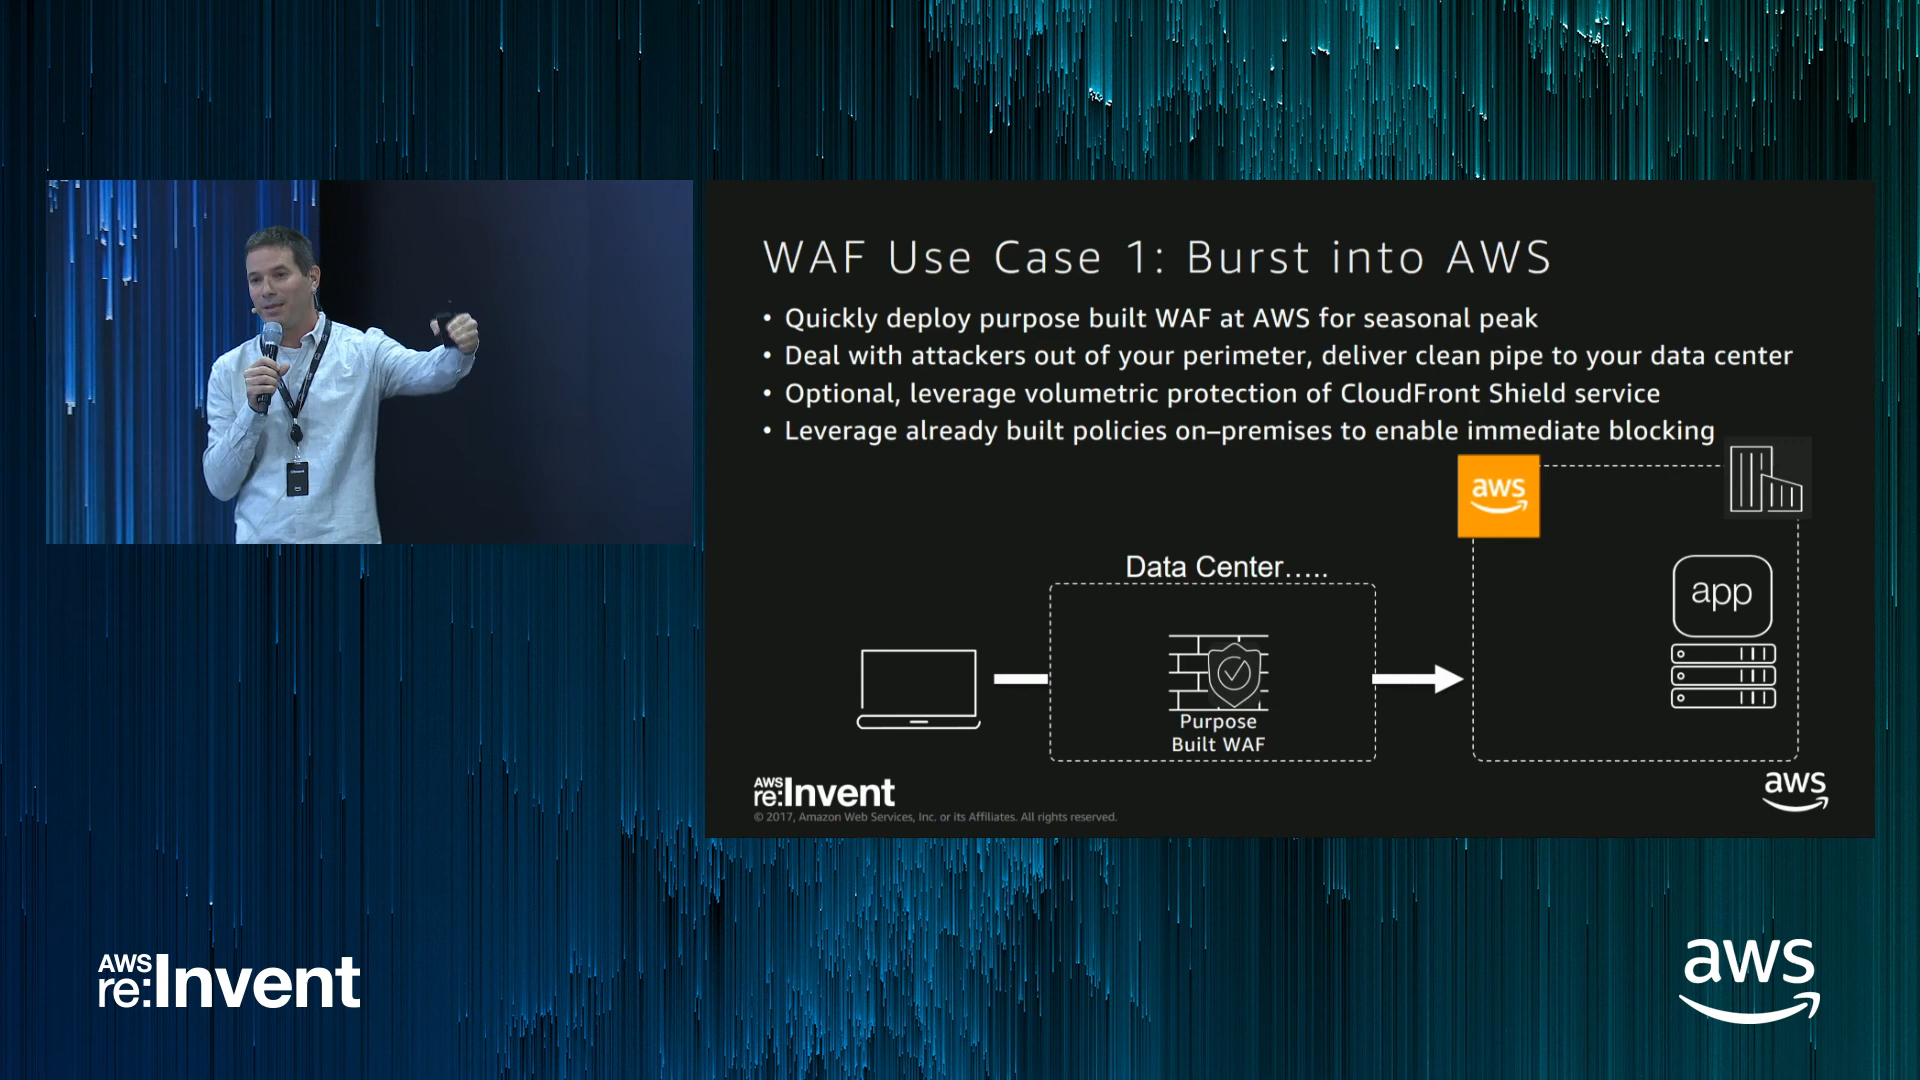 WAF Use Case 1: Burst into AWS
• Quickly deploy purpose built WAF at AWS for seasonal peak
• Deal with attackers out of your perimeter, deliver clean pipe to your data center
• Optional, leverage volumetric protection of CloudFront Shield service
• Leverage already built policies on–premises to enable immediate blocking
aws
Data Center.....
app
Purpose
Built WAF
AWS
re:Invent
© 2017, Amazon Web Services, Inc. or its Affiliates. All rights reserved.
aws
AWS
re:Invent
aws